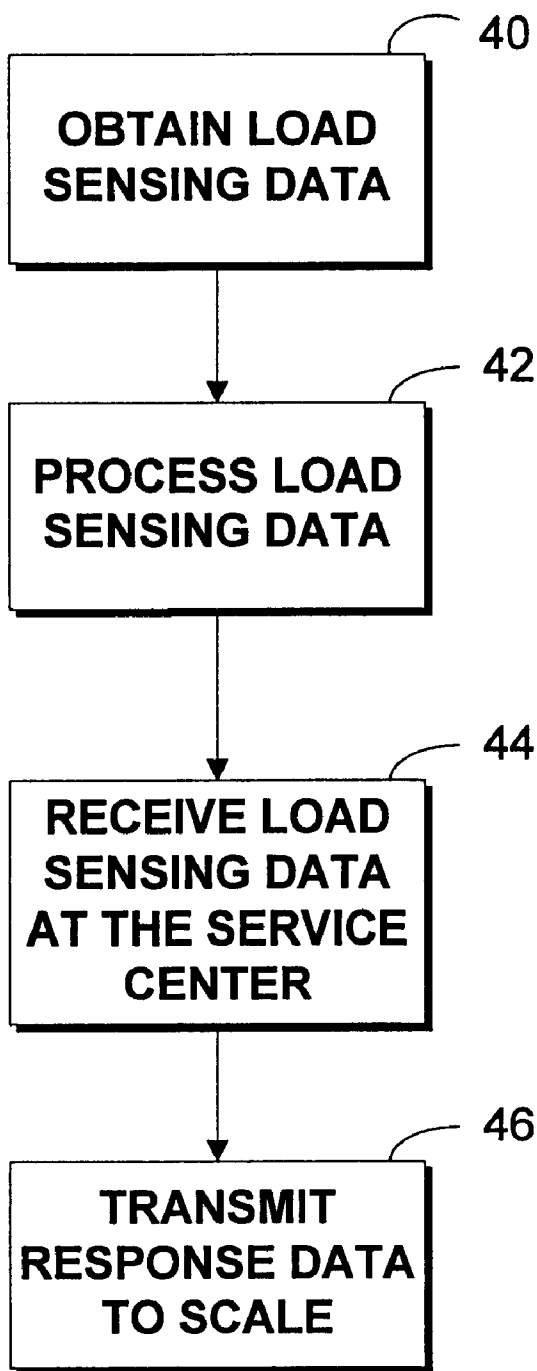 40
OBTAIN LOAD
SENSING DATA
42
PROCESS LOAD
SENSING DATA
44
RECEIVE LOAD
SENSING DATA
AT THE SERVICE
CENTER
46
TRANSMIT
RESPONSE DATA
TO SCALE